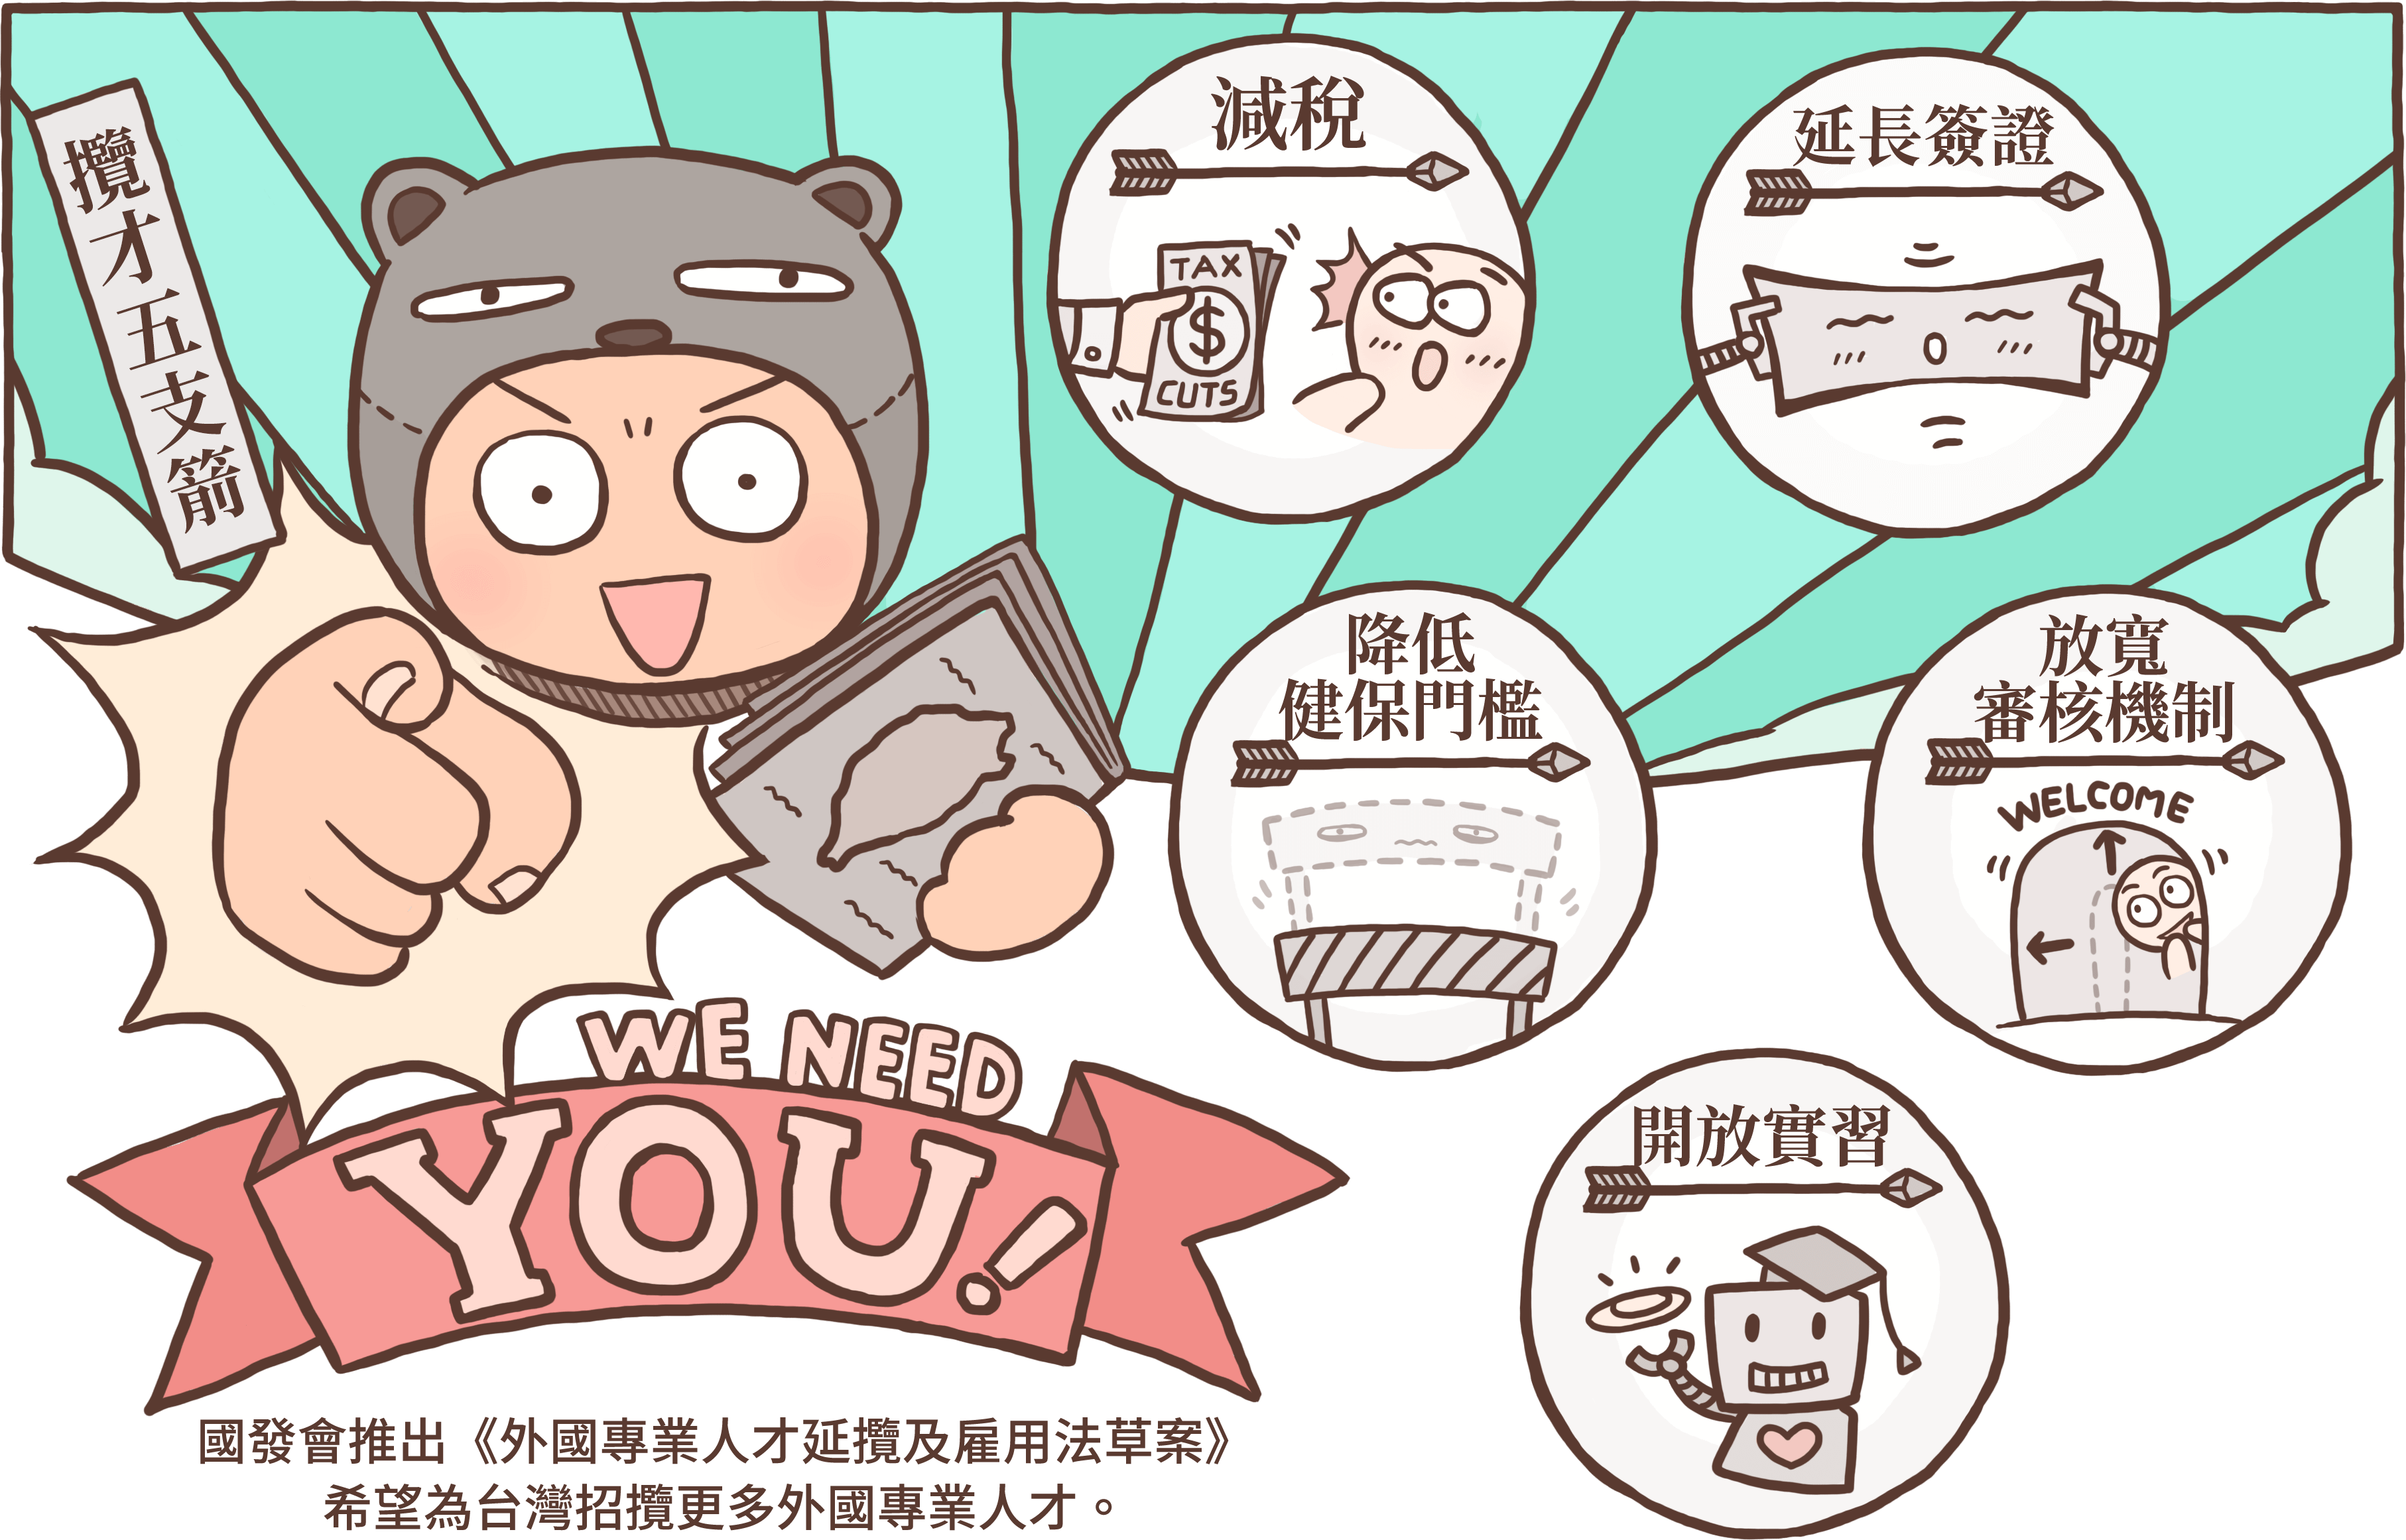 攬才五支箭
減稅
TAX
$
CUTS
延長簽證
降低
健保門檻
放寬
審核機制
WELCOME
開放實習
WE NEED
YOU!
國發會推出《外國專業人才延攬及雇用法草案》
希望為台灣招攬更多外國專業人才。